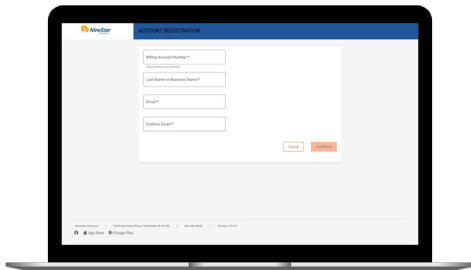 NineStar
ACCOUNT REGISTRATION
Billing Account Number *
Last Name or Business Name *
Email *
Confirm Email *
Cancel
Continue
App Store
Google Play